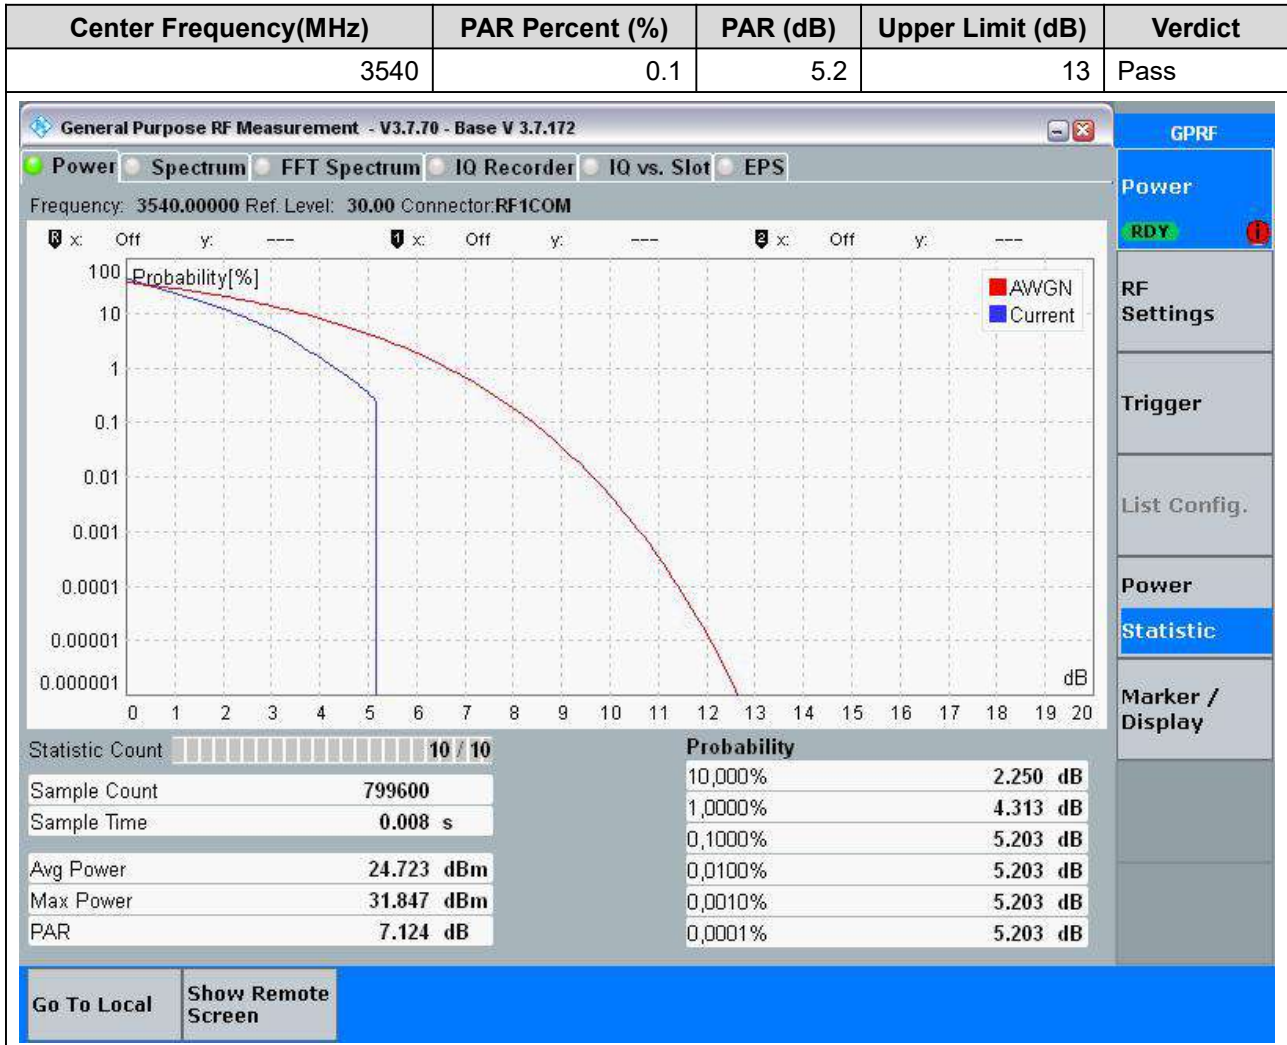 Center Frequency(MHz) PAR Percent (%) PAR (dB) Upper Limit (dB) Verdict
3540 0.1 5.2 13 Pass
General Purpose RF Measurement - V3.7.70 - Base V 3.7.172
GPRF
Power Spectrum FFT Spectrum IQ Recorder IQ vs. Slot EPS
Frequency: 3540.00000 Ref. Level: 30.00 Connector:RF1COM
R x: Off y: --- 1 x: Off y: --- 2 x: Off y: ---
Probability[%]
100
10
1
0.1
0.01
0.001
0.0001
0.00001
0.000001
AWGN
Current
dB
0 1 2 3 4 5 6 7 8 9 10 11 12 13 14 15 16 17 18 19 20
Statistic Count 10 / 10
Sample Count 799600
Sample Time 0.008 s
Avg Power 24.723 dBm
Max Power 31.847 dBm
PAR 7.124 dB
Probability
10,000% 2.250 dB
1,0000% 4.313 dB
0,1000% 5.203 dB
0,0100% 5.203 dB
0,0010% 5.203 dB
0,0001% 5.203 dB
Power
RDY i
RF
Settings
Trigger
List Config.
Power
Statistic
Marker /
Display
Go To Local
Show Remote
Screen